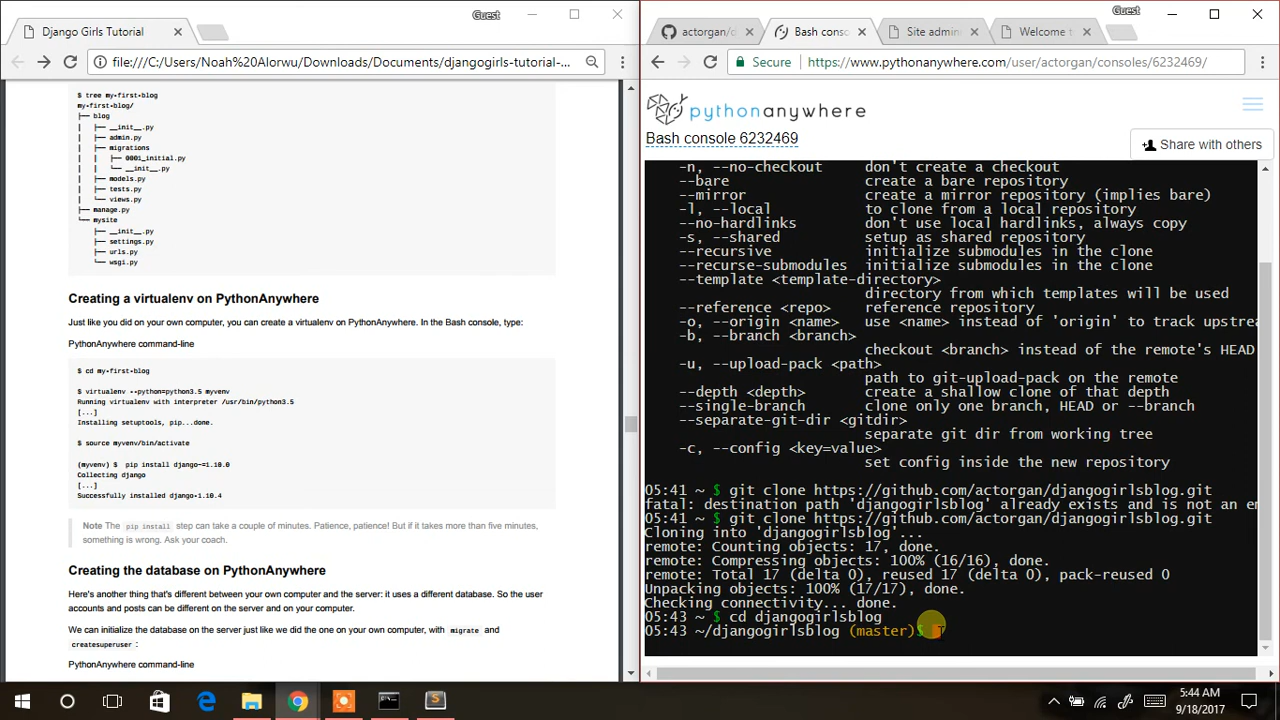 Guest
Django Girls Tutorial
file:///C:/Users/Noah%20Alorwu/Downloads/Documents/djangogirls-tutorial-...
$ tree my-first-blog
my-first-blog/
├── blog
│ ├── __init__.py
│ ├── admin.py
│ ├── migrations
│ │ ├── 0001_initial.py
│ │ └── __init__.py
│ ├── models.py
│ ├── tests.py
│ └── views.py
├── manage.py
└── mysite
├── __init__.py
├── settings.py
├── urls.py
└── wsgi.py
Creating a virtualenv on PythonAnywhere
Just like you did on your own computer, you can create a virtualenv on PythonAnywhere. In the Bash console, type:
PythonAnywhere command-line
$ cd my-first-blog
$ virtualenv --python=python3.5 myvenv
Running virtualenv with interpreter /usr/bin/python3.5
[...]
Installing setuptools, pip...done.
$ source myvenv/bin/activate
(myvenv) $ pip install django~=1.10.0
Collecting django
[...]
Successfully installed django-1.10.4
Note The pip install step can take a couple of minutes. Patience, patience! But if it takes more than five minutes,
something is wrong. Ask your coach.
Creating the database on PythonAnywhere
Here's another thing that's different between your own computer and the server: it uses a different database. So the user
accounts and posts can be different on the server and on your computer.
We can initialize the database on the server just like we did the one on your own computer, with migrate and
createsuperuser :
PythonAnywhere command-line
Guest
actorgan/d
Bash conso
Site admin
Welcome t
Secure https://www.pythonanywhere.com/user/actorgan/consoles/6232469/
pythonanywhere
Bash console 6232469
Share with others
-n, --no-checkout don't create a checkout
--bare create a bare repository
--mirror create a mirror repository (implies bare)
-l, --local to clone from a local repository
--no-hardlinks don't use local hardlinks, always copy
-s, --shared setup as shared repository
--recursive initialize submodules in the clone
--recurse-submodules initialize submodules in the clone
--template <template-directory>
directory from which templates will be used
--reference <repo> reference repository
-o, --origin <name> use <name> instead of 'origin' to track upstrea
-b, --branch <branch>
checkout <branch> instead of the remote's HEAD
-u, --upload-pack <path>
path to git-upload-pack on the remote
--depth <depth> create a shallow clone of that depth
--single-branch clone only one branch, HEAD or --branch
--separate-git-dir <gitdir>
separate git dir from working tree
-c, --config <key=value>
set config inside the new repository
05:41 ~ $ git clone https://github.com/actorgan/djangogirlsblog.git
fatal: destination path 'djangogirlsblog' already exists and is not an em
05:41 ~ $ git clone https://github.com/actorgan/djangogirlsblog.git
Cloning into 'djangogirlsblog'...
remote: Counting objects: 17, done.
remote: Compressing objects: 100% (16/16), done.
remote: Total 17 (delta 0), reused 17 (delta 0), pack-reused 0
Unpacking objects: 100% (17/17), done.
Checking connectivity... done.
05:43 ~ $ cd djangogirlsblog
05:43 ~/djangogirlsblog (master)$
5:44 AM
9/18/2017